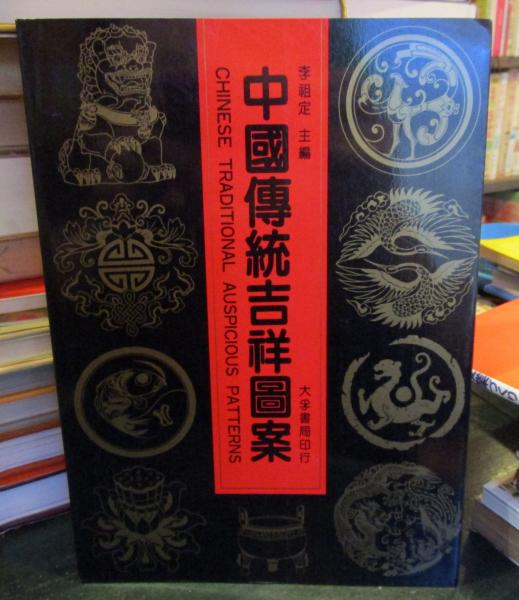 李祖定 主編
中國傳統吉祥圖案
CHINESE TRADITIONAL AUSPICIOUS PATTERNS
大孚書局印行